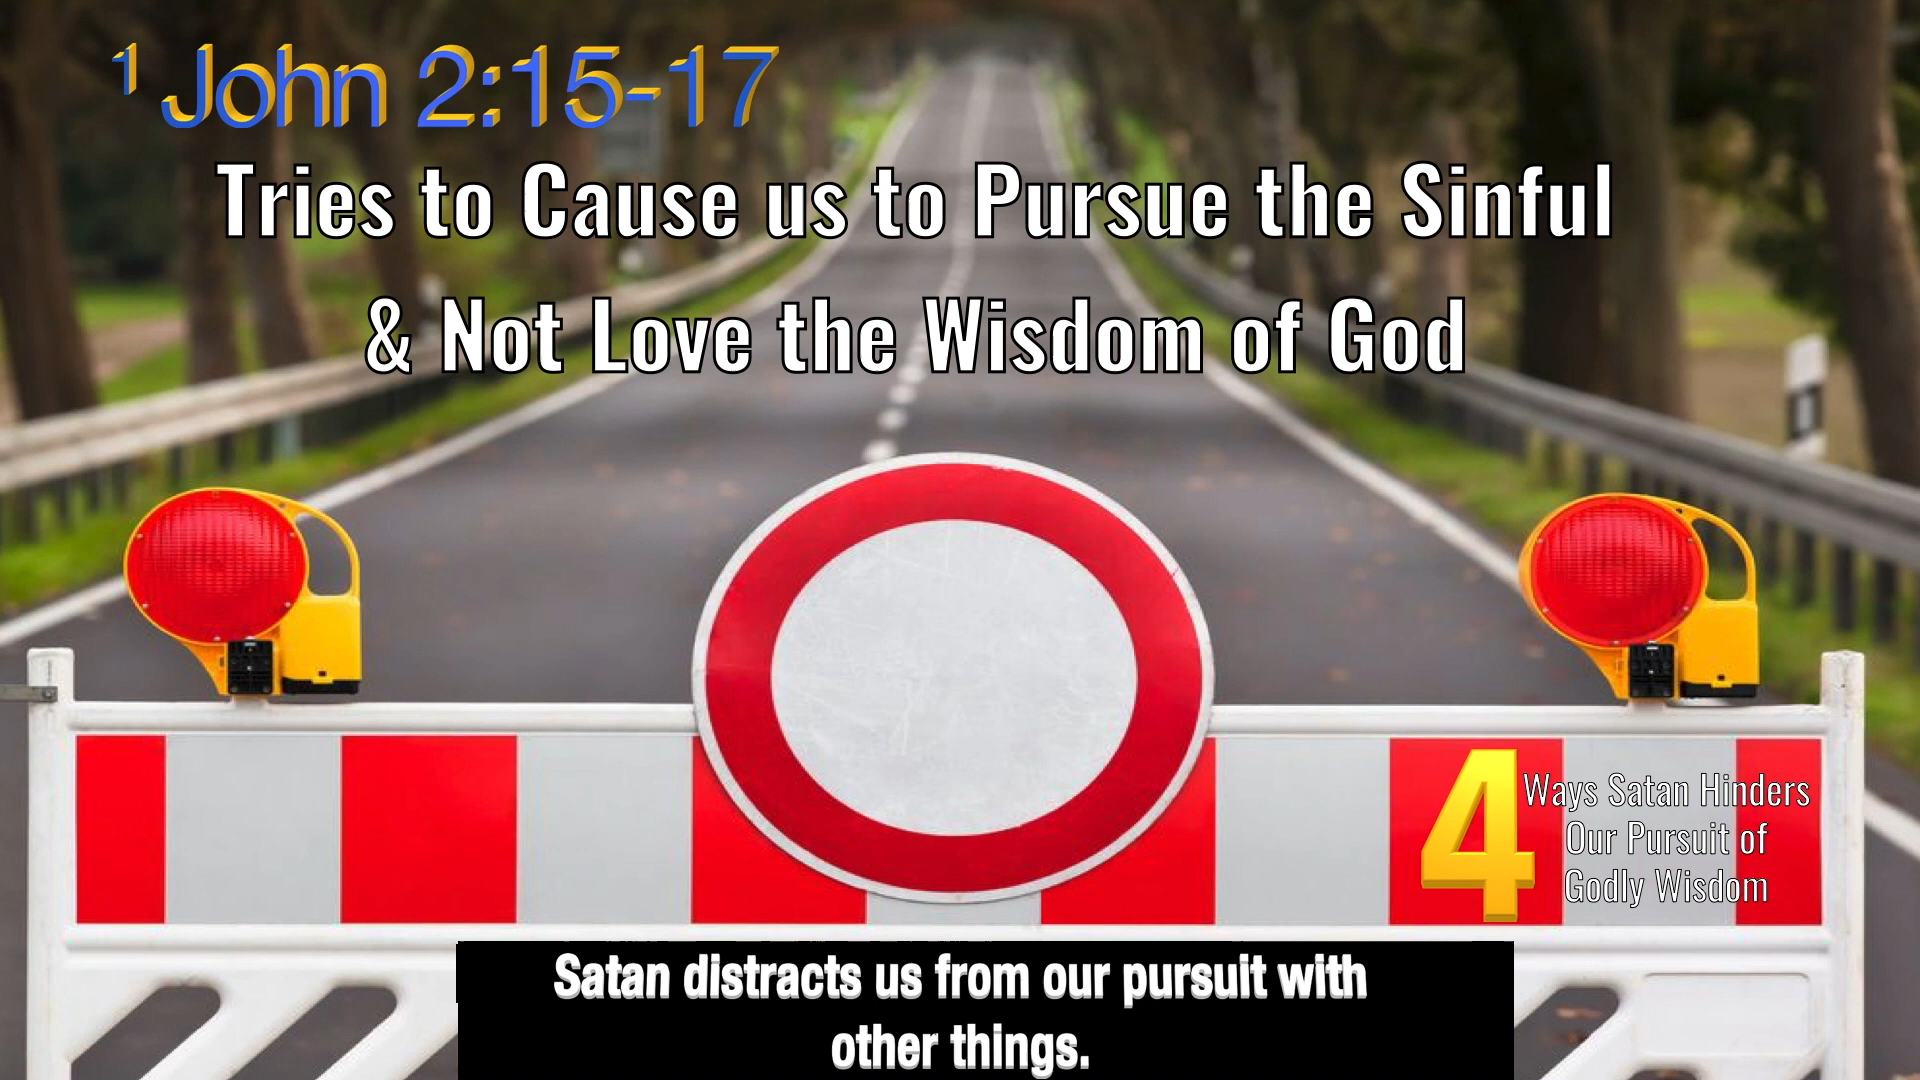 1 John 2:15-17
Tries to Cause us to Pursue the Sinful
& Not Love the Wisdom of God
4
Ways Satan Hinders
Our Pursuit of
Godly Wisdom
Satan distracts us from our pursuit with
other things.